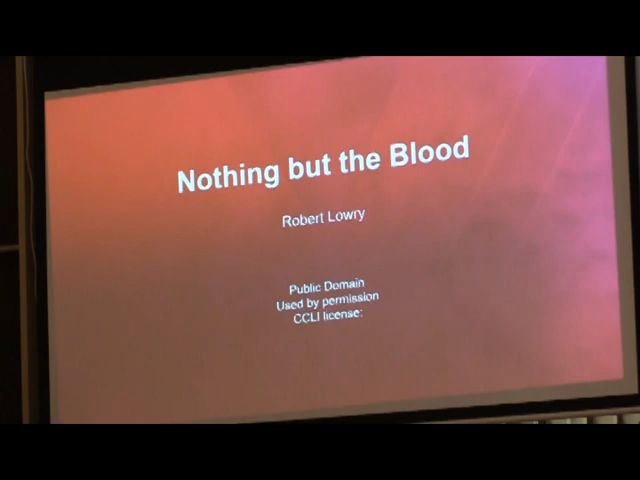 Nothing but the Blood
Robert Lowry
Public Domain
Used by permission
CCLI license: